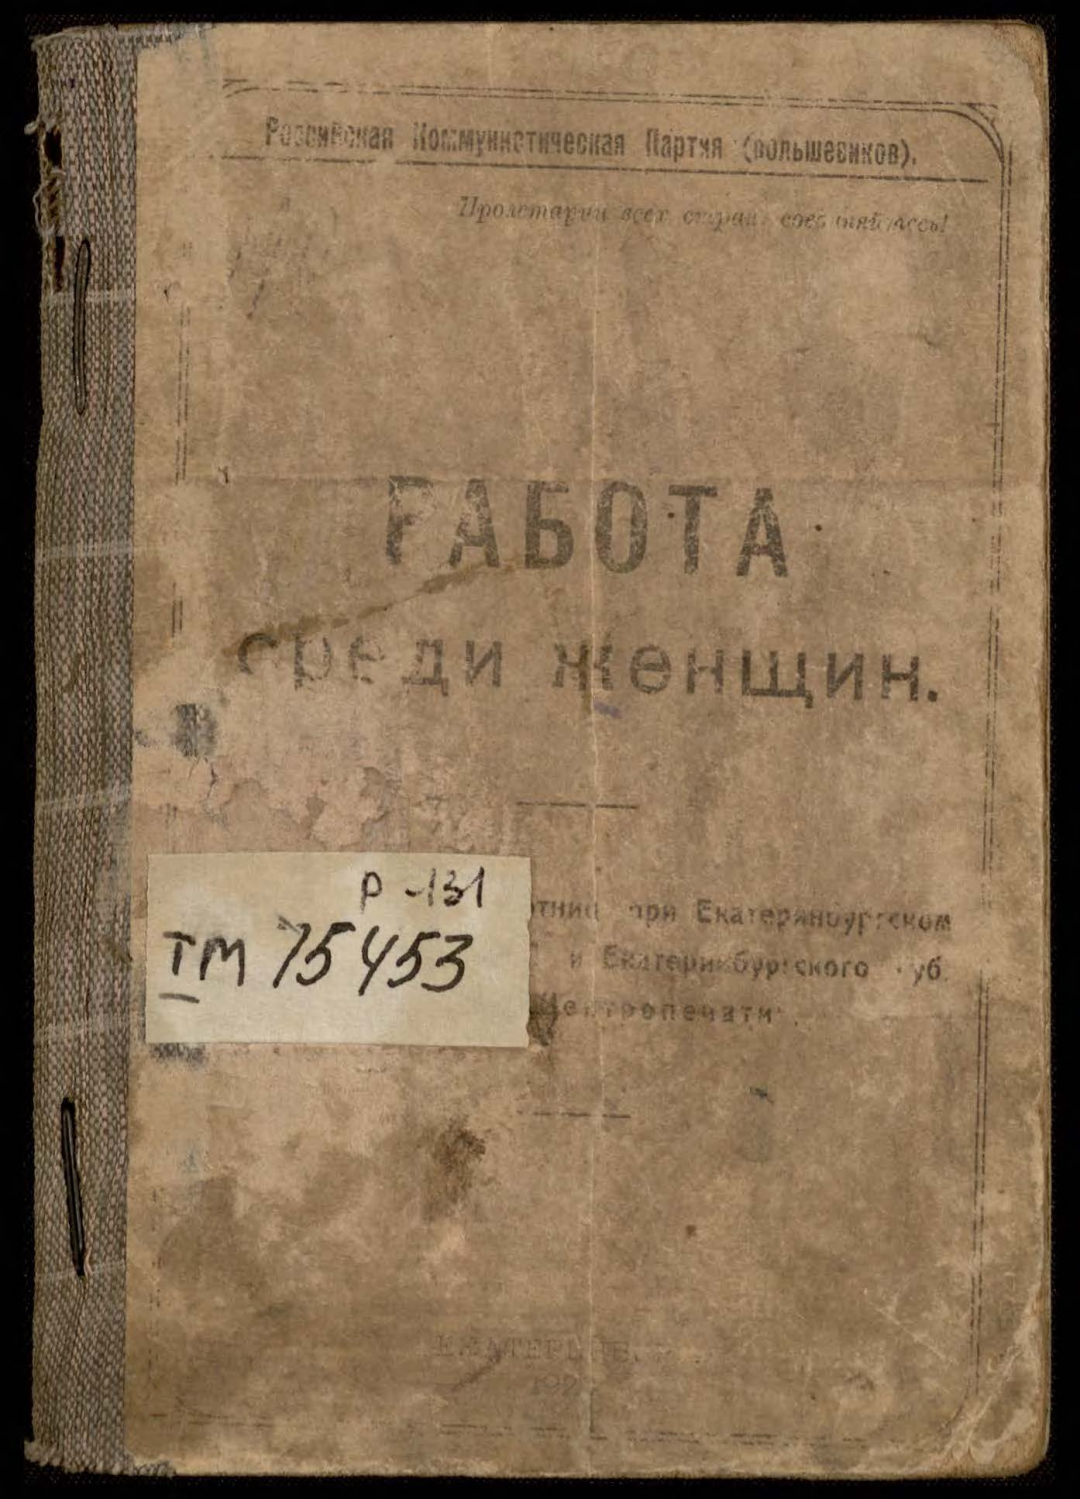 Российская Коммунистическая Партия (большевиков).
Пролетарии всех стран, соединяйтесь!
РАБОТА
среди женщин.
Р-131
ТМ 75453
при Екатеринбургском
и Екатеринбургского Губ.
Центропечати